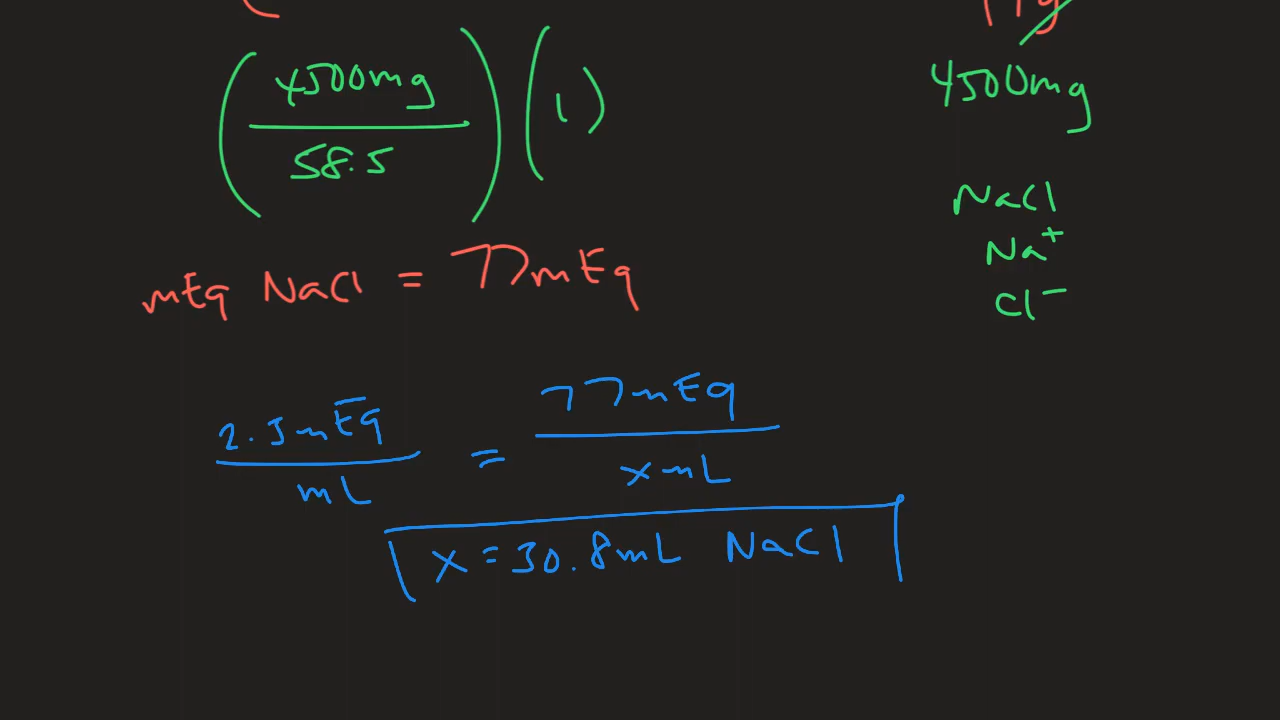 (4500mg / 58.5) (1)
4500mg
NaCl
Na⁺
Cl⁻
mEq NaCl = 77mEq
2.5mEq / mL = 77mEq / x mL
x = 30.8mL NaCl